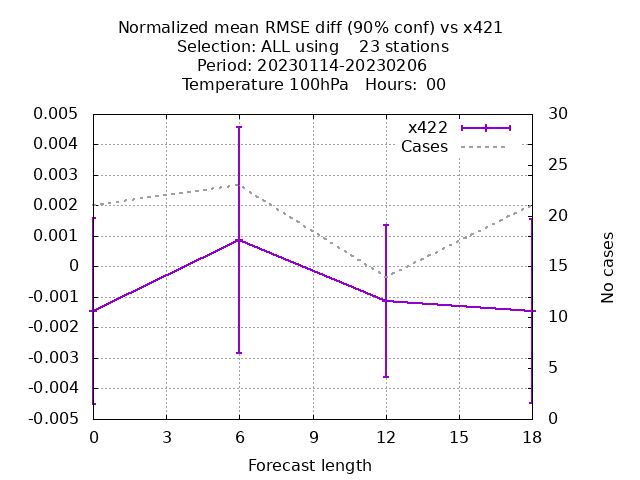 Normalized mean RMSE diff (90% conf) vs x421
Selection: ALL using    23 stations
Period: 20230114-20230206
Temperature 100hPa   Hours:  00
x422
Cases
0.005
0.004
0.003
0.002
0.001
0
-0.001
-0.002
-0.003
-0.004
-0.005
30
25
20
15
10
5
0
No cases
0 3 6 9 12 15 18
Forecast length